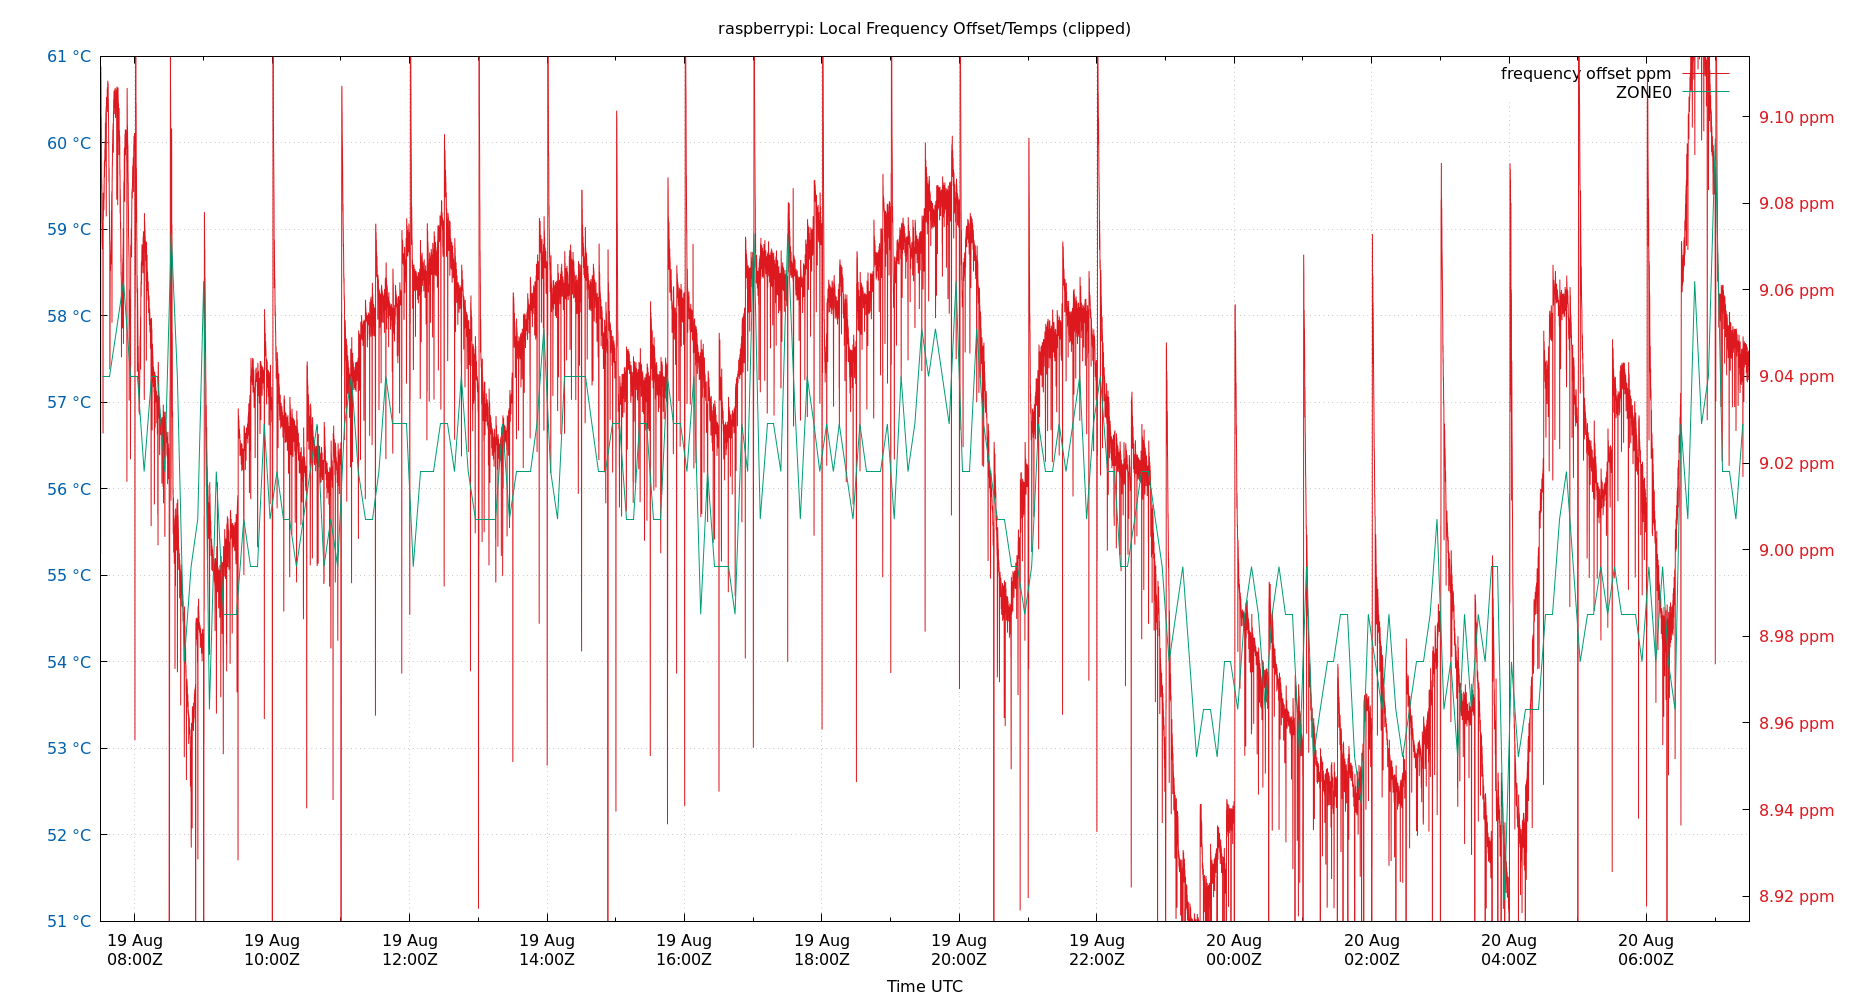 raspberrypi: Local Frequency Offset/Temps (clipped)
61 °C
60 °C
59 °C
58 °C
57 °C
56 °C
55 °C
54 °C
53 °C
52 °C
51 °C
frequency offset ppm
ZONE0
9.10 ppm
9.08 ppm
9.06 ppm
9.04 ppm
9.02 ppm
9.00 ppm
8.98 ppm
8.96 ppm
8.94 ppm
8.92 ppm
19 Aug 19 Aug 19 Aug 19 Aug 19 Aug 19 Aug 19 Aug 19 Aug 20 Aug 20 Aug 20 Aug 20 Aug
08:00Z 10:00Z 12:00Z 14:00Z 16:00Z 18:00Z 20:00Z 22:00Z 00:00Z 02:00Z 04:00Z 06:00Z
Time UTC